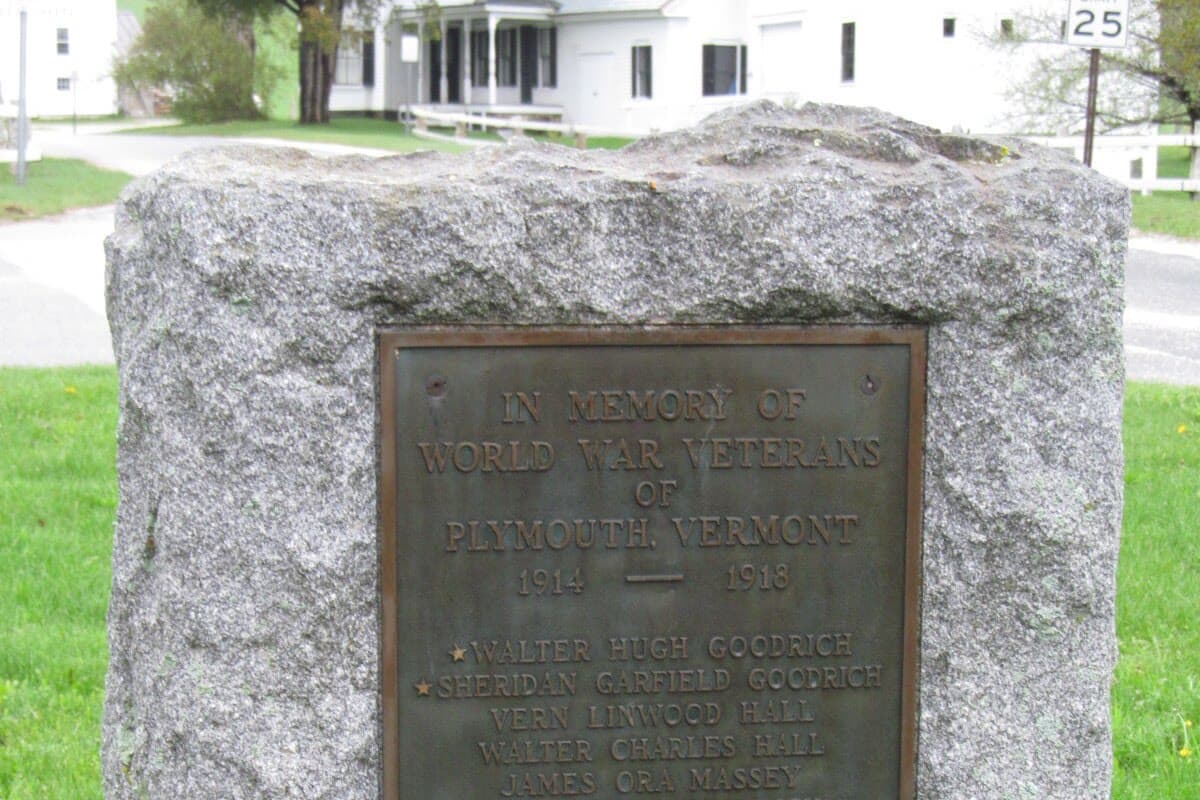 25
IN MEMORY OF
WORLD WAR VETERANS
OF
PLYMOUTH, VERMONT
1914 — 1918
★WALTER HUGH GOODRICH
★SHERIDAN GARFIELD GOODRICH
VERN LINWOOD HALL
WALTER CHARLES HALL
JAMES ORA MASSEY